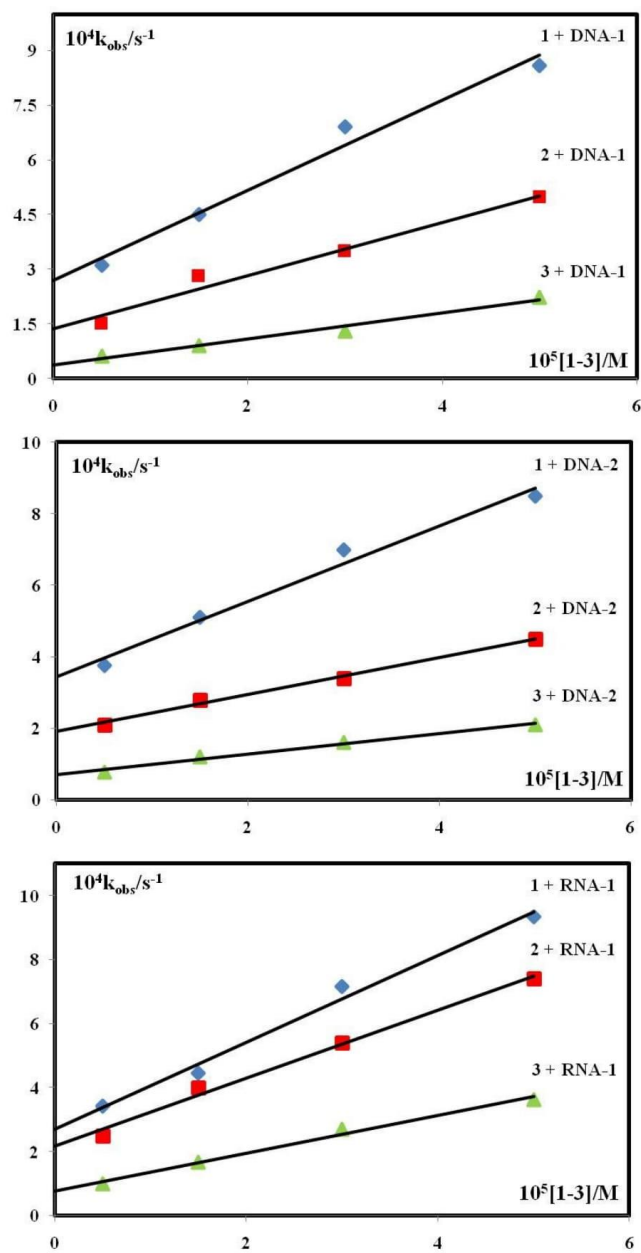 10⁴k_obs/s⁻¹
1 + DNA-1
9
7.5
2 + DNA-1
6
4.5
3 + DNA-1
3
1.5
10⁵[1-3]/M
0
0 2 4 6
10⁴k_obs/s⁻¹
1 + DNA-2
10
8
2 + DNA-2
6
3 + DNA-2
4
2
10⁵[1-3]/M
0
0 2 4 6
10⁴k_obs/s⁻¹
1 + RNA-1
10
2 + RNA-1
8
6
3 + RNA-1
4
2
10⁵[1-3]/M
0
0 2 4 6